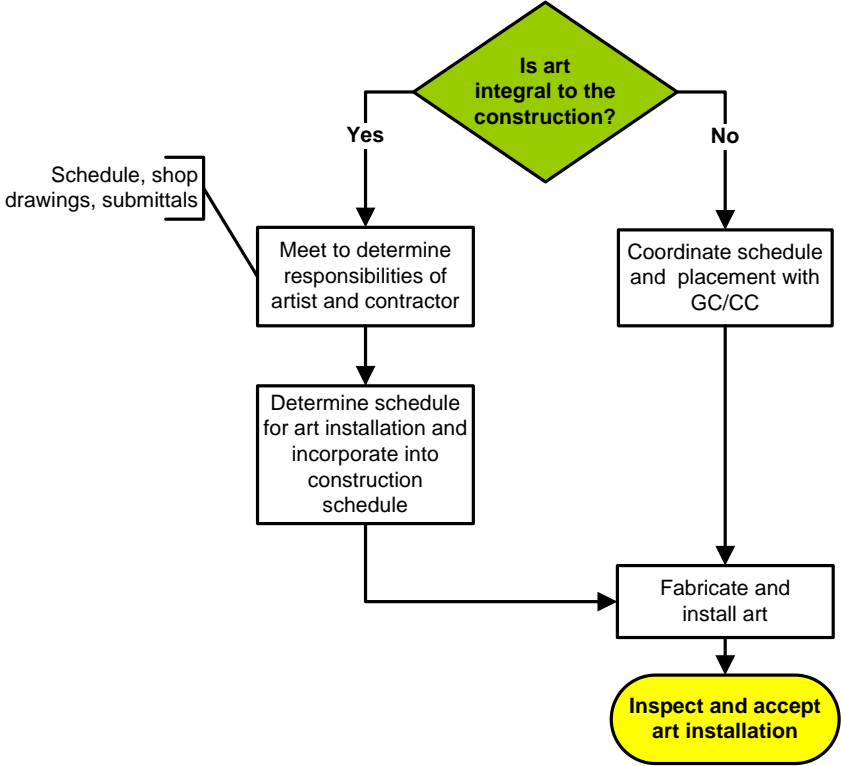 Is art
integral to the
construction?
Yes
No
Schedule, shop
drawings, submittals
Meet to determine
responsibilities of
artist and contractor
Coordinate schedule
and placement with
GC/CC
Determine schedule
for art installation and
incorporate into
construction
schedule
Fabricate and
install art
Inspect and accept
art installation